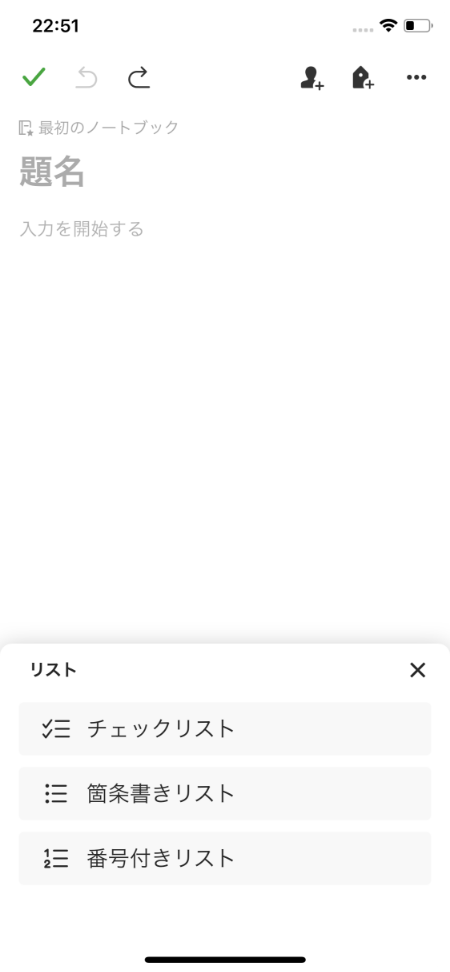 22:51
最初のノートブック
題名
入力を開始する
リスト
チェックリスト
箇条書きリスト
番号付きリスト